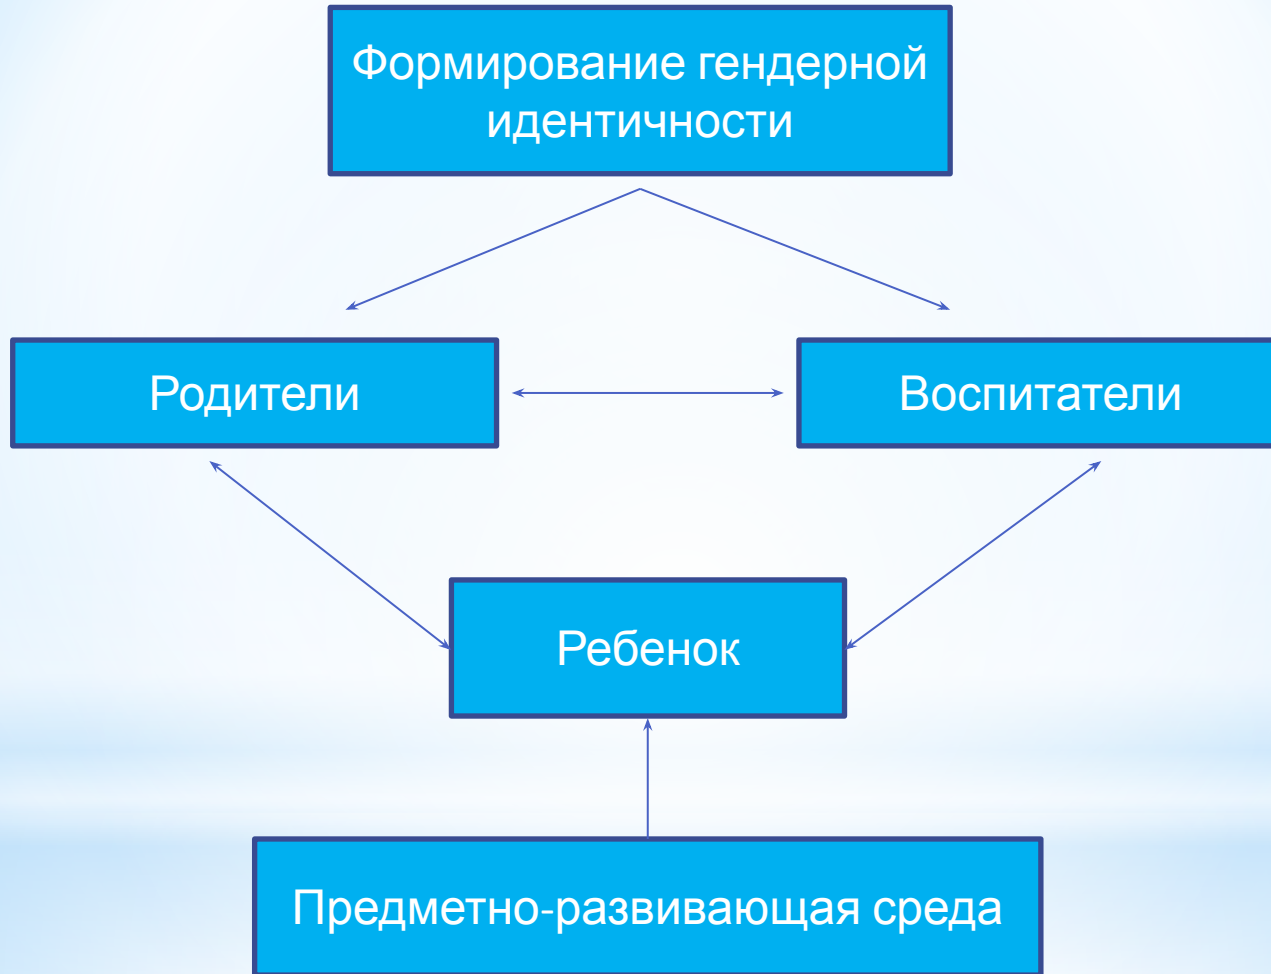 Формирование гендерной
идентичности
Родители
Воспитатели
Ребенок
Предметно-развивающая среда